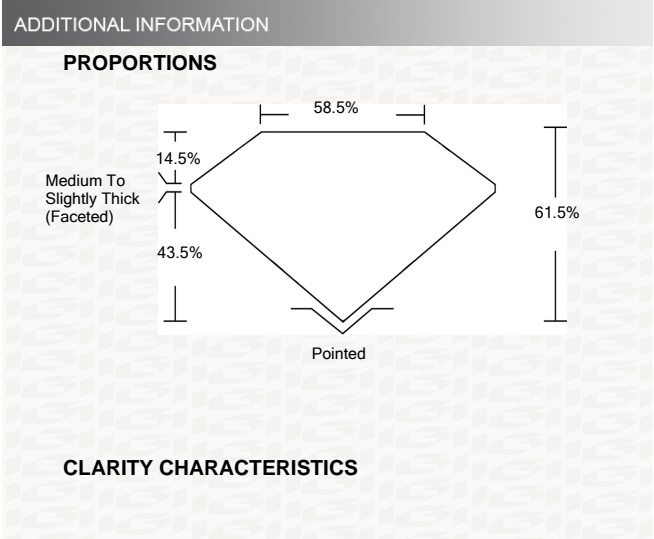 ADDITIONAL INFORMATION
PROPORTIONS
58.5%
14.5%
Medium To
Slightly Thick
(Faceted)
61.5%
43.5%
Pointed
CLARITY CHARACTERISTICS